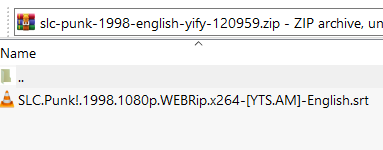 slc-punk-1998-english-yify-120959.zip - ZIP archive, un
Name
..
SLC.Punk!.1998.1080p.WEBRip.x264-[YTS.AM]-English.srt